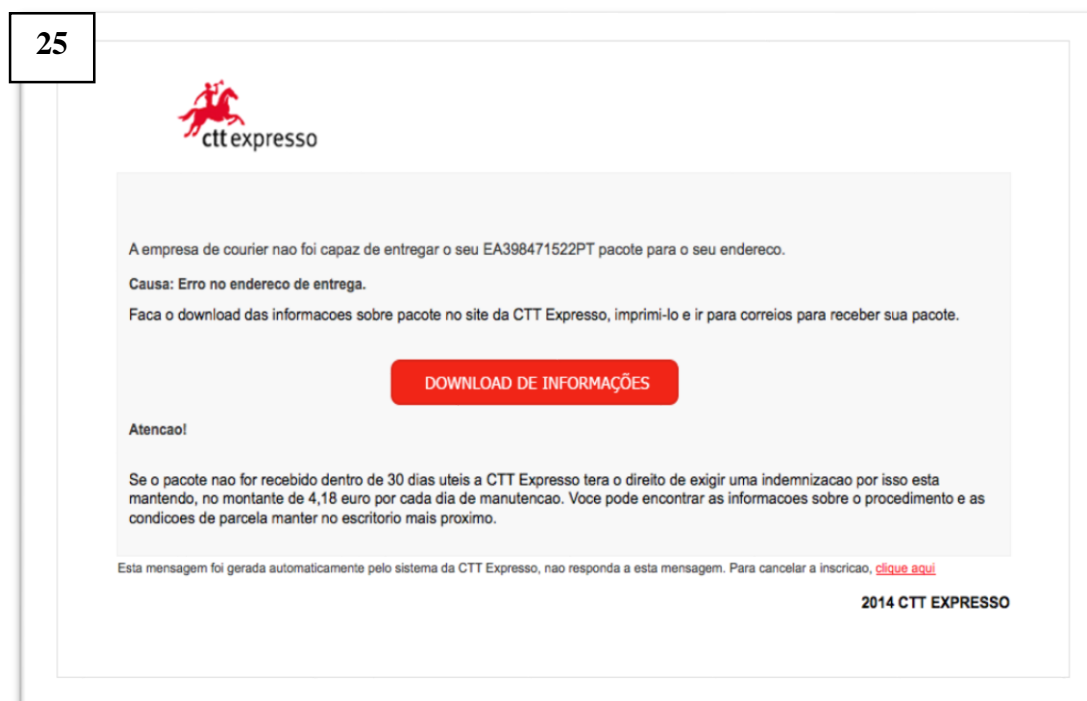 25
ctt expresso
A empresa de courier nao foi capaz de entregar o seu EA398471522PT pacote para o seu endereco.
Causa: Erro no endereco de entrega.
Faca o download das informacoes sobre pacote no site da CTT Expresso, imprimi-lo e ir para correios para receber sua pacote.
DOWNLOAD DE INFORMAÇÕES
Atencao!
Se o pacote nao for recebido dentro de 30 dias uteis a CTT Expresso tera o direito de exigir uma indemnizacao por isso esta
mantendo, no montante de 4,18 euro por cada dia de manutencao. Voce pode encontrar as informacoes sobre o procedimento e as
condicoes de parcela manter no escritorio mais proximo.
Esta mensagem foi gerada automaticamente pelo sistema da CTT Expresso, nao responda a esta mensagem. Para cancelar a inscricao, clique aqui
2014 CTT EXPRESSO